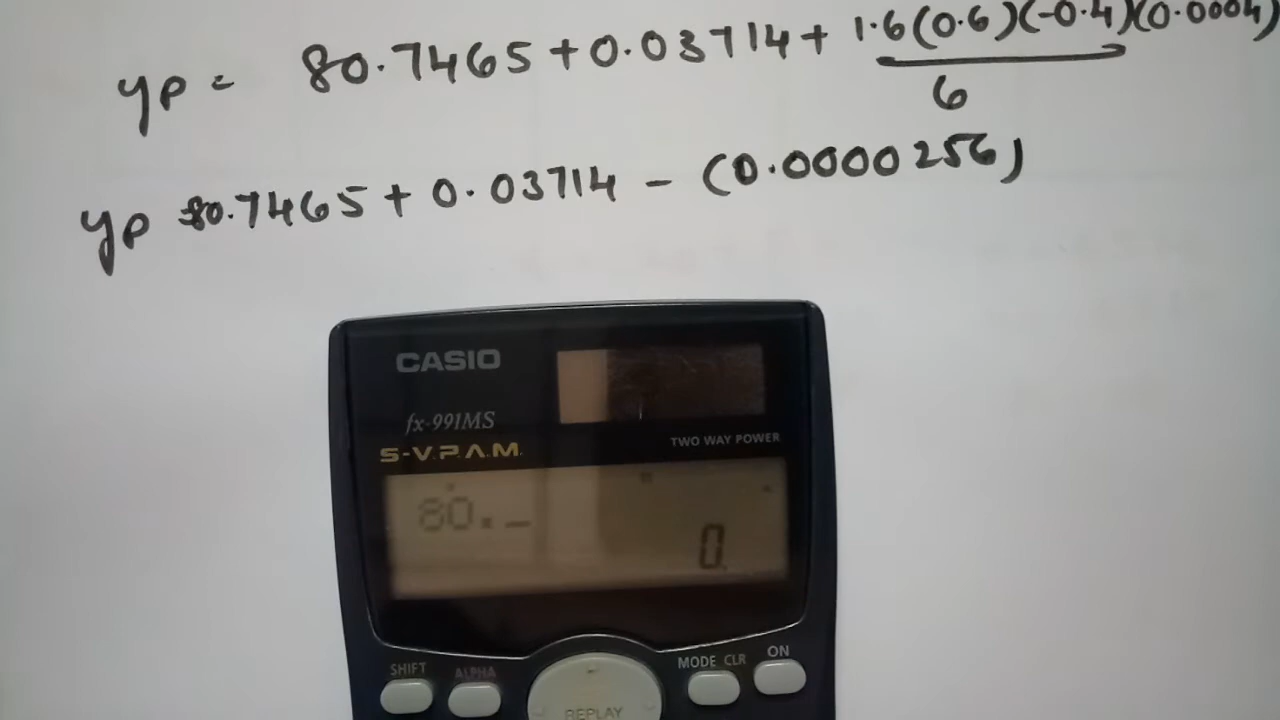 yp = 80.7465 + 0.03714 + 1.6(0.6)(-0.4)(0.0004)
6
yp 80.7465 + 0.03714 - (0.0000256)
CASIO
fx-991MS
S-V.P.A.M.
TWO WAY POWER
80._
0.
SHIFT ALPHA MODE CLR ON
REPLAY